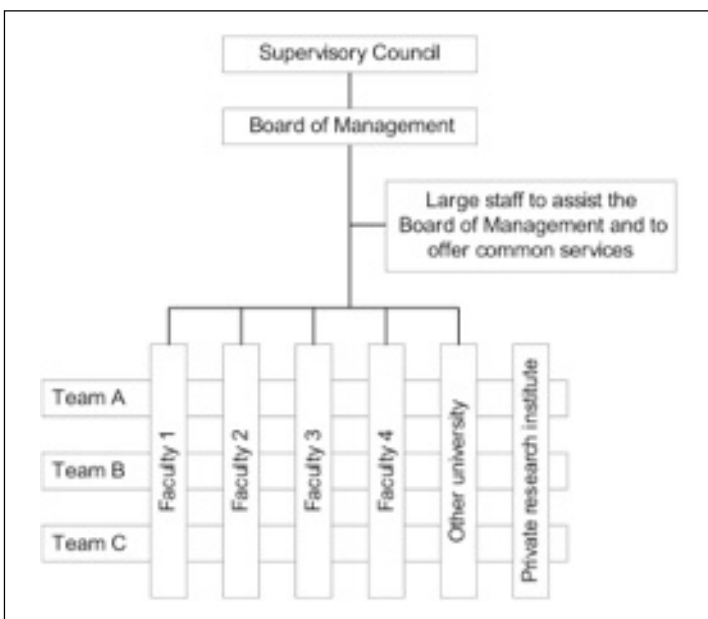 Supervisory Council
Board of Management
Large staff to assist the
Board of Management and to
offer common services
Team A
Team B
Team C
Faculty 1
Faculty 2
Faculty 3
Faculty 4
Other university
Private research institute